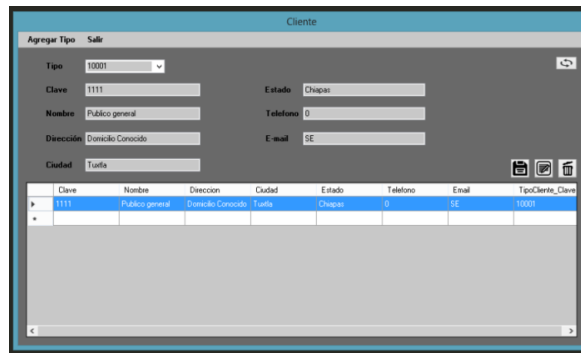 Cliente
Agregar Tipo Salir
Tipo 10001
Clave 1111 Estado Chiapas
Nombre Publico general Telefono 0
Dirección Domicilio Conocido E-mail SE
Ciudad Tuxtla
Clave Nombre Direccion Ciudad Estado Telefono Email TipoCliente_Clave
1111 Publico general Domicilio Conocido Tuxtla Chiapas 0 SE 10001